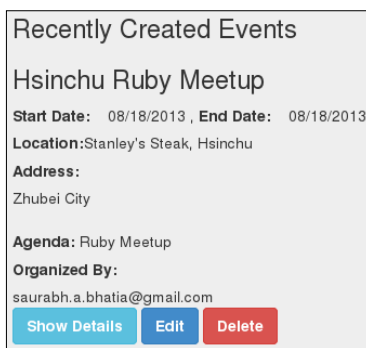 Recently Created Events
Hsinchu Ruby Meetup
Start Date: 08/18/2013 , End Date: 08/18/2013
Location:Stanley's Steak, Hsinchu
Address:
Zhubei City
Agenda: Ruby Meetup
Organized By:
saurabh.a.bhatia@gmail.com
Show Details Edit Delete